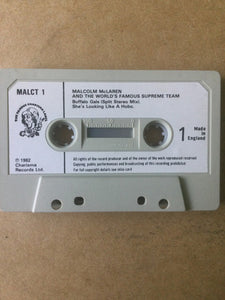 MALCT 1
MALCOLM McLAREN
AND THE WORLD'S FAMOUS SUPREME TEAM
Buffalo Gals (Split Stereo Mix).
She's Looking Like A Hobo.
1
Made in
England
℗ 1982
Charisma
Records Ltd.
All rights of the record producer and of the owner of the work reproduced reserved.
Copying, public performances and broadcasting of this recording prohibited.
For full copyright details see inlay card